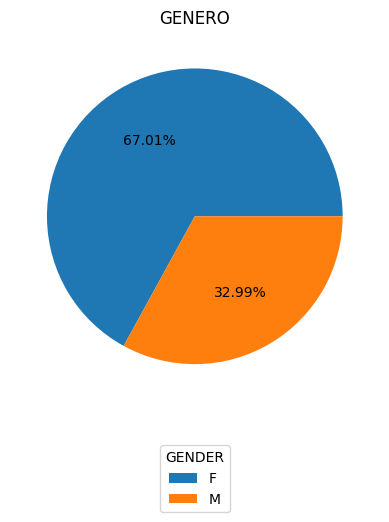 GENERO
67.01%
32.99%
GENDER
F
M